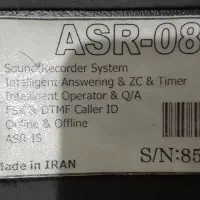 ASR-08
Sound Recorder System
Intelligent Answering & ZC & Timer
Intelligent Operator & Q/A
FSK & DTMF Caller ID
Online & Offline
ASR-1S
Made in IRAN
S/N:85